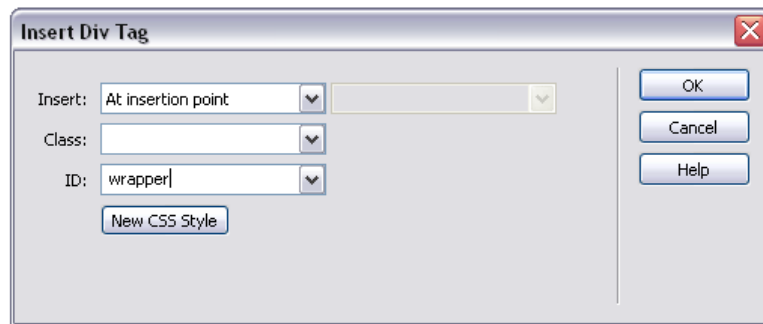 Insert Div Tag
Insert: At insertion point
Class:
ID: wrapper
New CSS Style
OK
Cancel
Help